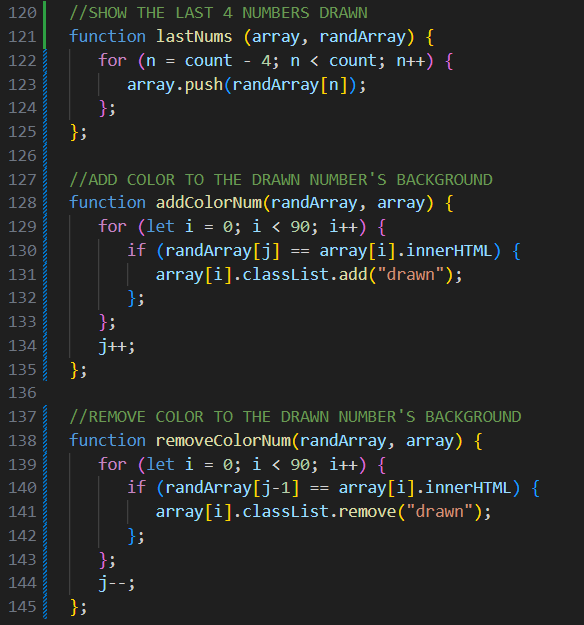 120 //SHOW THE LAST 4 NUMBERS DRAWN
121 function lastNums (array, randArray) {
122     for (n = count - 4; n < count; n++) {
123         array.push(randArray[n]);
124     };
125 };
126
127 //ADD COLOR TO THE DRAWN NUMBER'S BACKGROUND
128 function addColorNum(randArray, array) {
129     for (let i = 0; i < 90; i++) {
130         if (randArray[j] == array[i].innerHTML) {
131             array[i].classList.add("drawn");
132         };
133     };
134     j++;
135 };
136
137 //REMOVE COLOR TO THE DRAWN NUMBER'S BACKGROUND
138 function removeColorNum(randArray, array) {
139     for (let i = 0; i < 90; i++) {
140         if (randArray[j-1] == array[i].innerHTML) {
141             array[i].classList.remove("drawn");
142         };
143     };
144     j--;
145 };